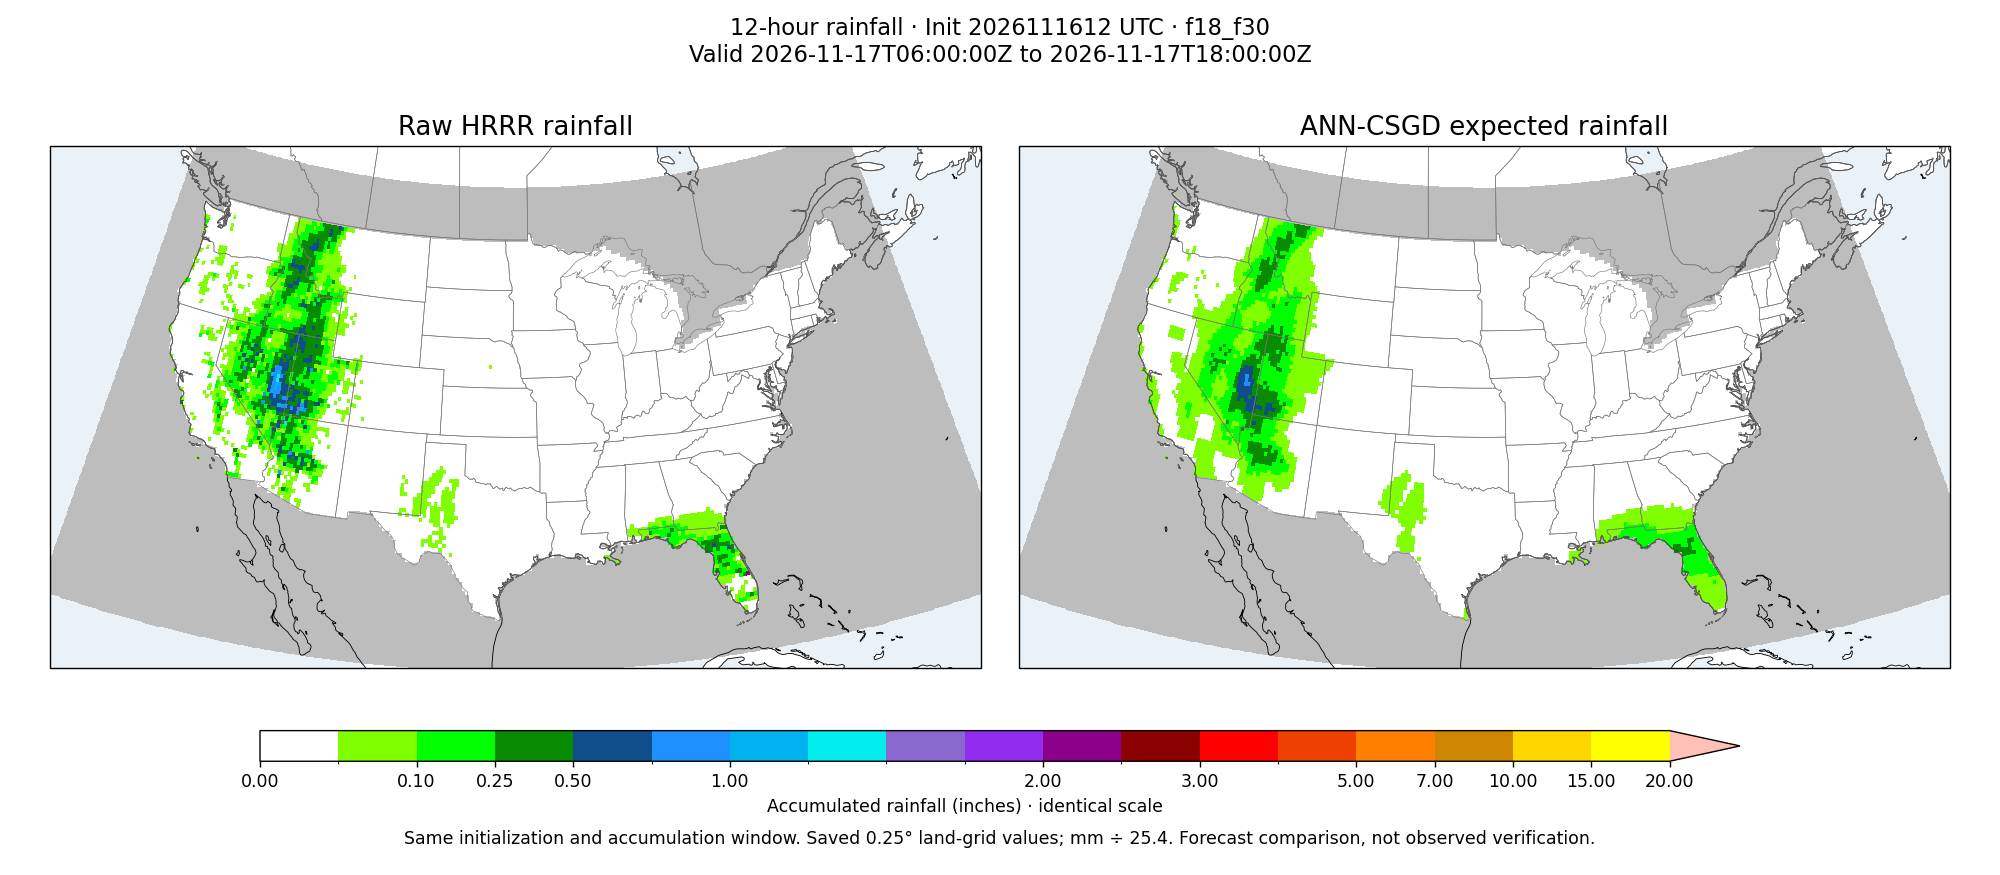 12-hour rainfall · Init 2026111612 UTC · f18_f30
Valid 2026-11-17T06:00:00Z to 2026-11-17T18:00:00Z
Raw HRRR rainfall
ANN-CSGD expected rainfall
0.00 0.10 0.25 0.50 1.00 2.00 3.00 5.00 7.00 10.00 15.00 20.00
Accumulated rainfall (inches) · identical scale
Same initialization and accumulation window. Saved 0.25° land-grid values; mm ÷ 25.4. Forecast comparison, not observed verification.